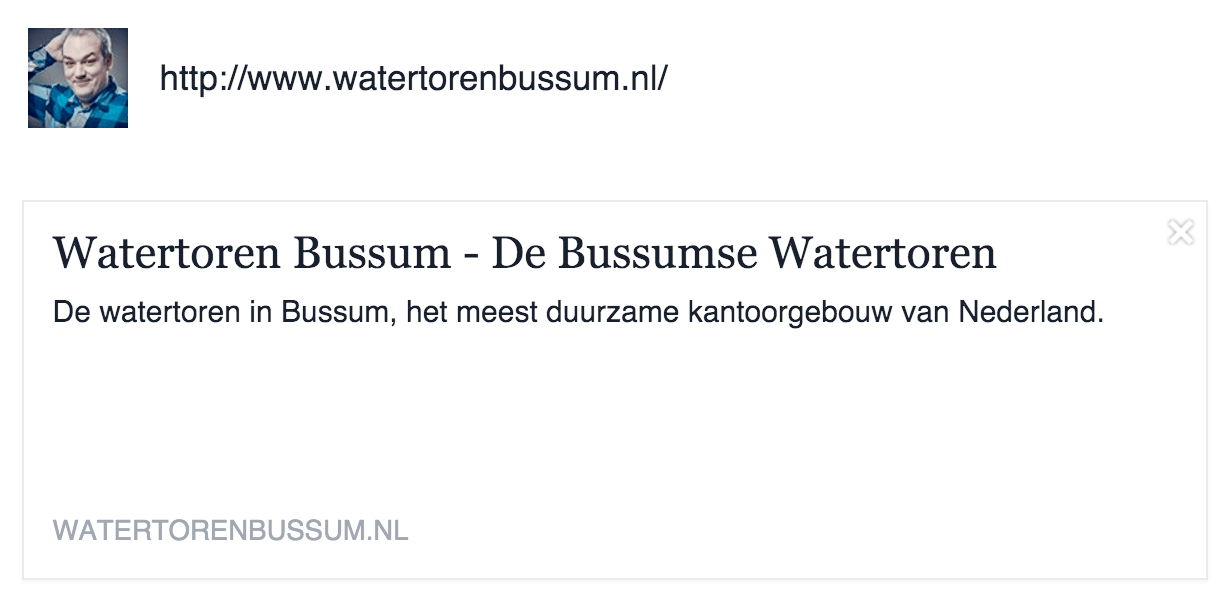 http://www.watertorenbussum.nl/
Watertoren Bussum - De Bussumse Watertoren
De watertoren in Bussum, het meest duurzame kantoorgebouw van Nederland.
WATERTORENBUSSUM.NL